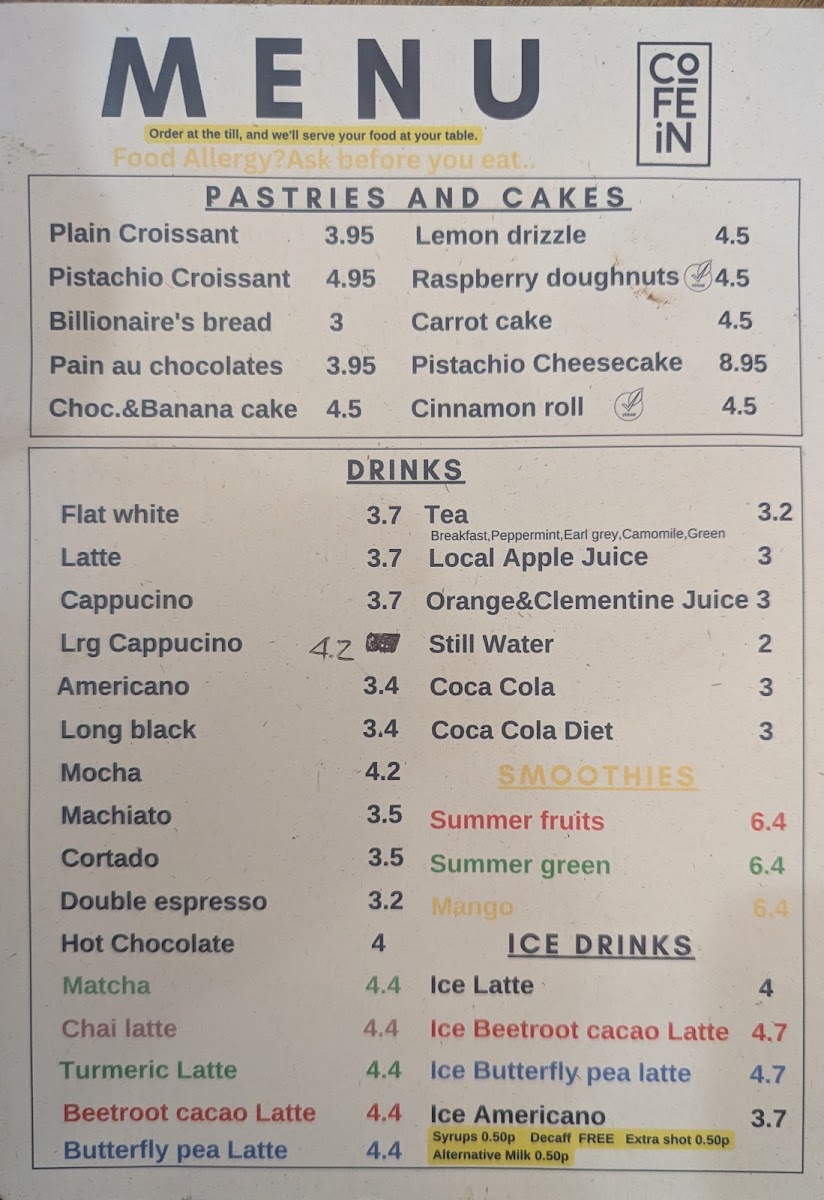 MENU
COFEiN
Order at the till, and we'll serve your food at your table.
Food Allergy?Ask before you eat..
PASTRIES AND CAKES
Plain Croissant 3.95
Pistachio Croissant 4.95
Billionaire's bread 3
Pain au chocolates 3.95
Choc.&Banana cake 4.5
Lemon drizzle 4.5
Raspberry doughnuts 4.5
Carrot cake 4.5
Pistachio Cheesecake 8.95
Cinnamon roll 4.5
DRINKS
Flat white 3.7
Latte 3.7
Cappucino 3.7
Lrg Cappucino 4.2
Americano 3.4
Long black 3.4
Mocha 4.2
Machiato 3.5
Cortado 3.5
Double espresso 3.2
Hot Chocolate 4
Matcha 4.4
Chai latte 4.4
Turmeric Latte 4.4
Beetroot cacao Latte 4.4
Butterfly pea Latte 4.4
Tea 3.2
Breakfast,Peppermint,Earl grey,Camomile,Green
Local Apple Juice 3
Orange&Clementine Juice 3
Still Water 2
Coca Cola 3
Coca Cola Diet 3
SMOOTHIES
Summer fruits 6.4
Summer green 6.4
Mango 6.4
ICE DRINKS
Ice Latte 4
Ice Beetroot cacao Latte 4.7
Ice Butterfly pea latte 4.7
Ice Americano 3.7
Syrups 0.50p Decaff FREE Extra shot 0.50p
Alternative Milk 0.50p